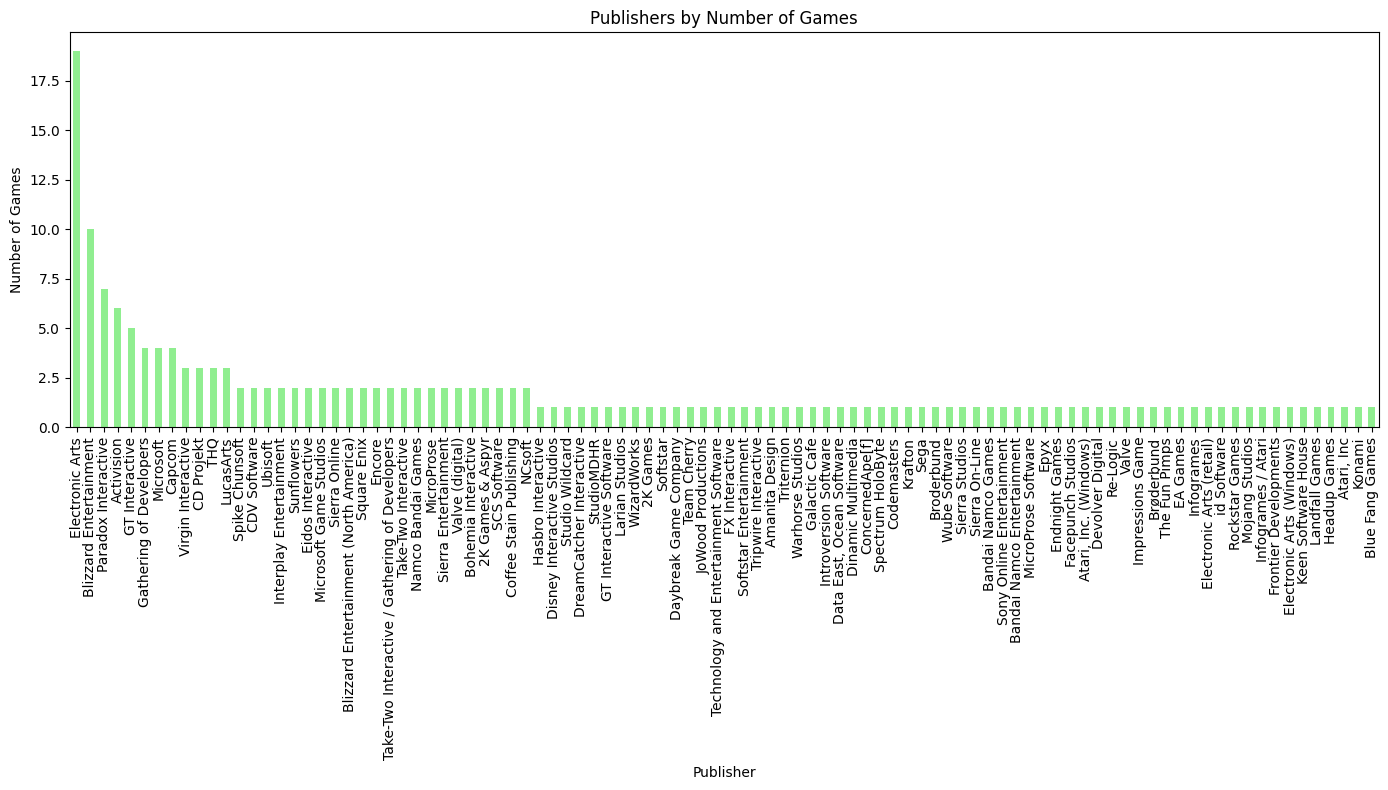 Publishers by Number of Games
Number of Games
17.5
15.0
12.5
10.0
7.5
5.0
2.5
0.0
Electronic Arts
Blizzard Entertainment
Paradox Interactive
Activision
GT Interactive
Gathering of Developers
Microsoft
Capcom
Virgin Interactive
CD Projekt
THQ
LucasArts
Spike Chunsoft
CDV Software
Ubisoft
Interplay Entertainment
Sunflowers
Eidos Interactive
Microsoft Game Studios
Sierra Online
Blizzard Entertainment (North America)
Square Enix
Encore
Take-Two Interactive / Gathering of Developers
Take-Two Interactive
Namco Bandai Games
MicroProse
Sierra Entertainment
Valve (digital)
Bohemia Interactive
2K Games & Aspyr
SCS Software
Coffee Stain Publishing
NCsoft
Hasbro Interactive
Disney Interactive Studios
Studio Wildcard
DreamCatcher Interactive
StudioMDHR
GT Interactive Software
Larian Studios
WizardWorks
2K Games
Softstar
Daybreak Game Company
Team Cherry
JoWood Productions
Technology and Entertainment Software
FX Interactive
Softstar Entertainment
Tripwire Interactive
Amanita Design
Triternion
Warhorse Studios
Galactic Cafe
Introversion Software
Data East, Ocean Software
Dinamic Multimedia
ConcernedApe[f]
Spectrum HoloByte
Codemasters
Krafton
Sega
Broderbund
Wube Software
Sierra Studios
Sierra On-Line
Bandai Namco Games
Sony Online Entertainment
Bandai Namco Entertainment
MicroProse Software
Epyx
Endnight Games
Facepunch Studios
Atari, Inc. (Windows)
Devolver Digital
Re-Logic
Valve
Impressions Game
Brøderbund
The Fun Pimps
EA Games
Infogrames
Electronic Arts (retail)
id Software
Rockstar Games
Mojang Studios
Infogrames / Atari
Frontier Developments
Electronic Arts (Windows)
Keen Software House
Landfall Games
Headup Games
Atari, Inc
Konami
Blue Fang Games
Publisher